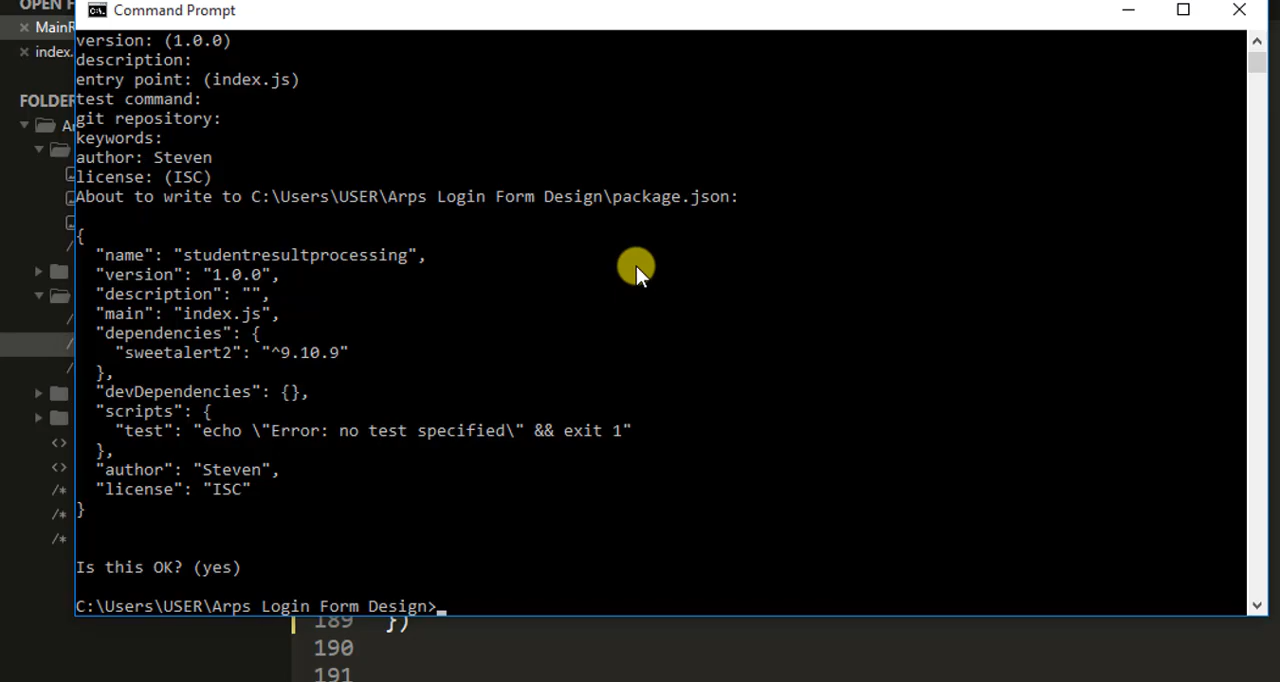 OPEN F
Command Prompt
MainR
index.
FOLDER
Ar
version: (1.0.0)
description:
entry point: (index.js)
test command:
git repository:
keywords:
author: Steven
license: (ISC)
About to write to C:\Users\USER\Arps Login Form Design\package.json:
{
"name": "studentresultprocessing",
"version": "1.0.0",
"description": "",
"main": "index.js",
"dependencies": {
"sweetalert2": "^9.10.9"
},
"devDependencies": {},
"scripts": {
"test": "echo \"Error: no test specified\" && exit 1"
},
"author": "Steven",
"license": "ISC"
}
Is this OK? (yes)
C:\Users\USER\Arps Login Form Design>
189 })
190
191